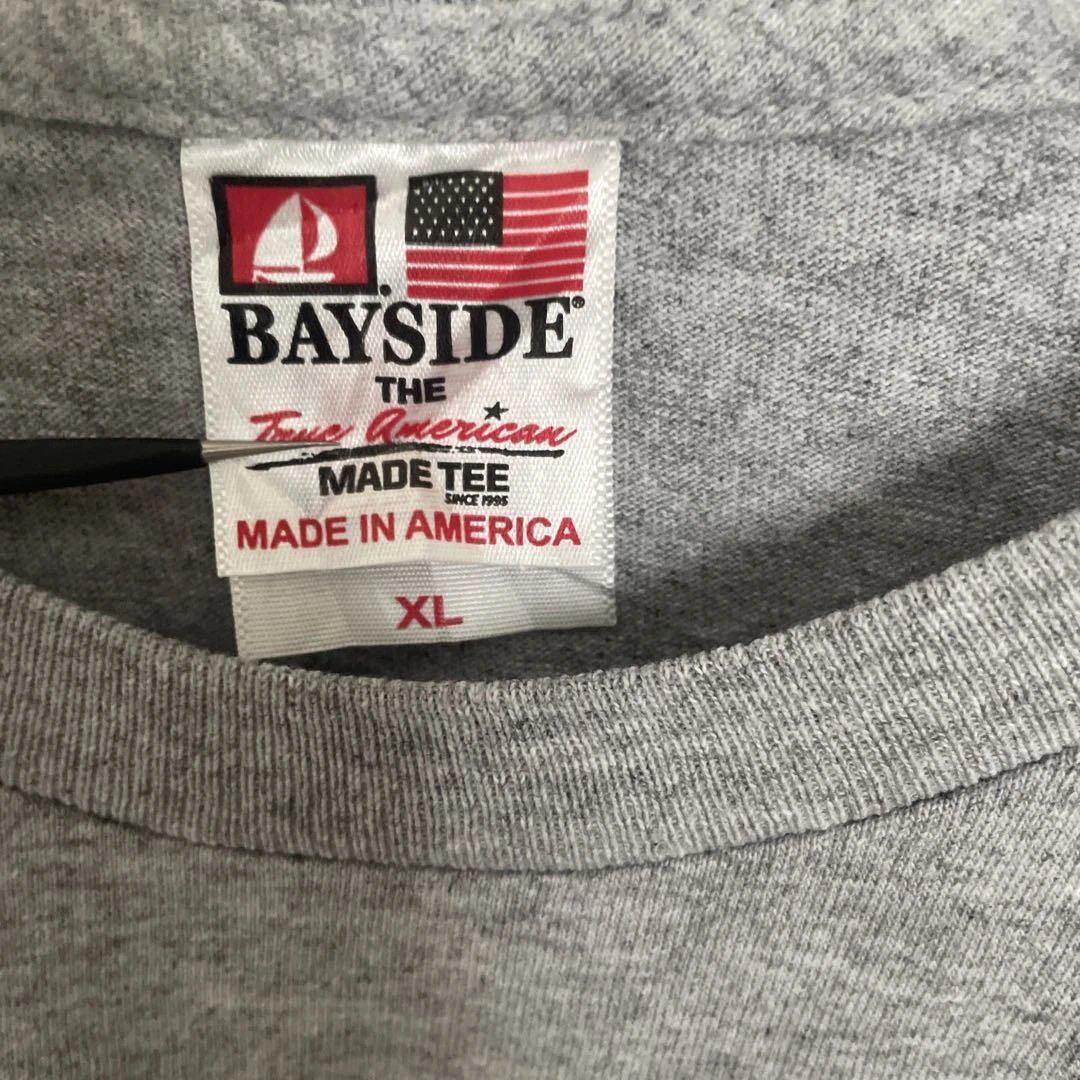 BAYSIDE®
THE
True American
MADE TEE
SINCE 1995
MADE IN AMERICA
XL